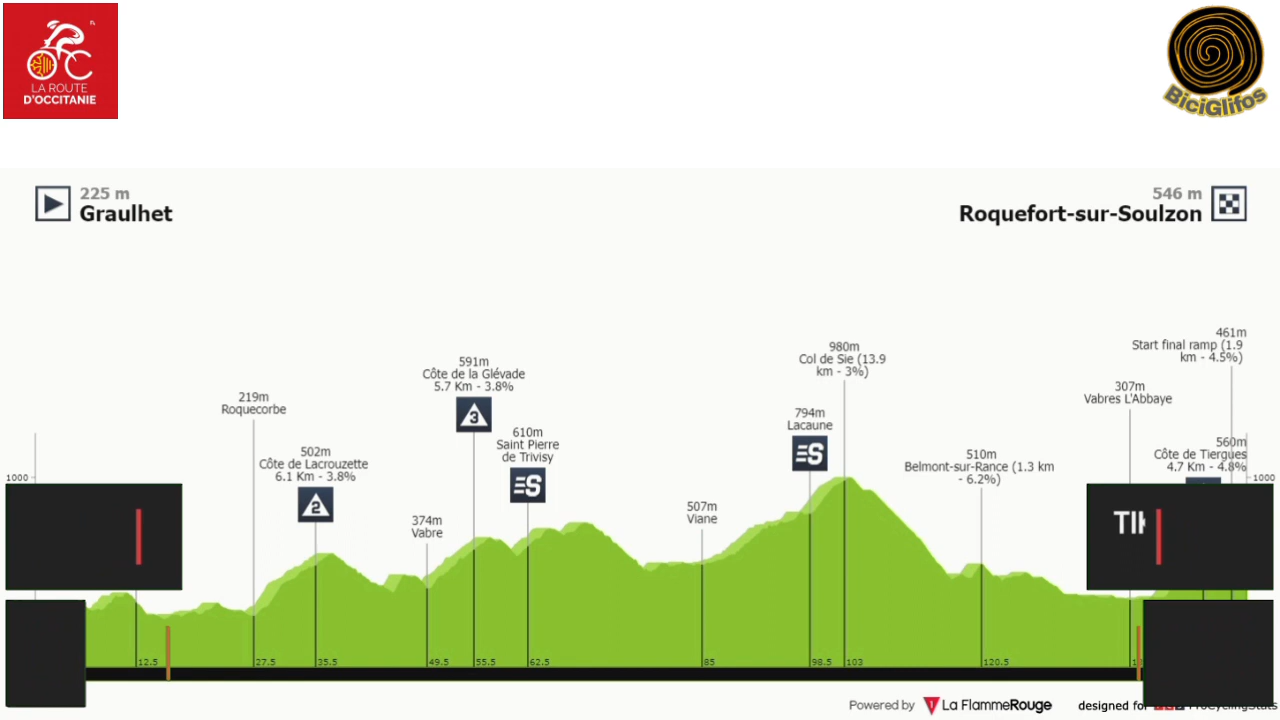 LA ROUTE
D'OCCITANIE
BiciGlifos
225 m
Graulhet
546 m
Roquefort-sur-Soulzon
461m
Start final ramp (1.9
km - 4.5%)
980m
Col de Sie (13.9
km - 3%)
591m
Côte de la Glévade
5.7 Km - 3.8%
3
307m
Vabres L'Abbaye
219m
Roquecorbe
794m
Lacaune
S
610m
Saint Pierre
de Trivisy
S
560m
Côte de Tiergues
4.7 Km - 4.8%
502m
Côte de Lacrouzette
6.1 Km - 3.8%
2
510m
Belmont-sur-Rance (1.3 km
- 6.2%)
1000
1000
507m
Viane
374m
Vabre
12.5
27.5
35.5
49.5
55.5
62.5
85
98.5
103
120.5
Powered by La FlammeRouge
designed for ProCyclingStats